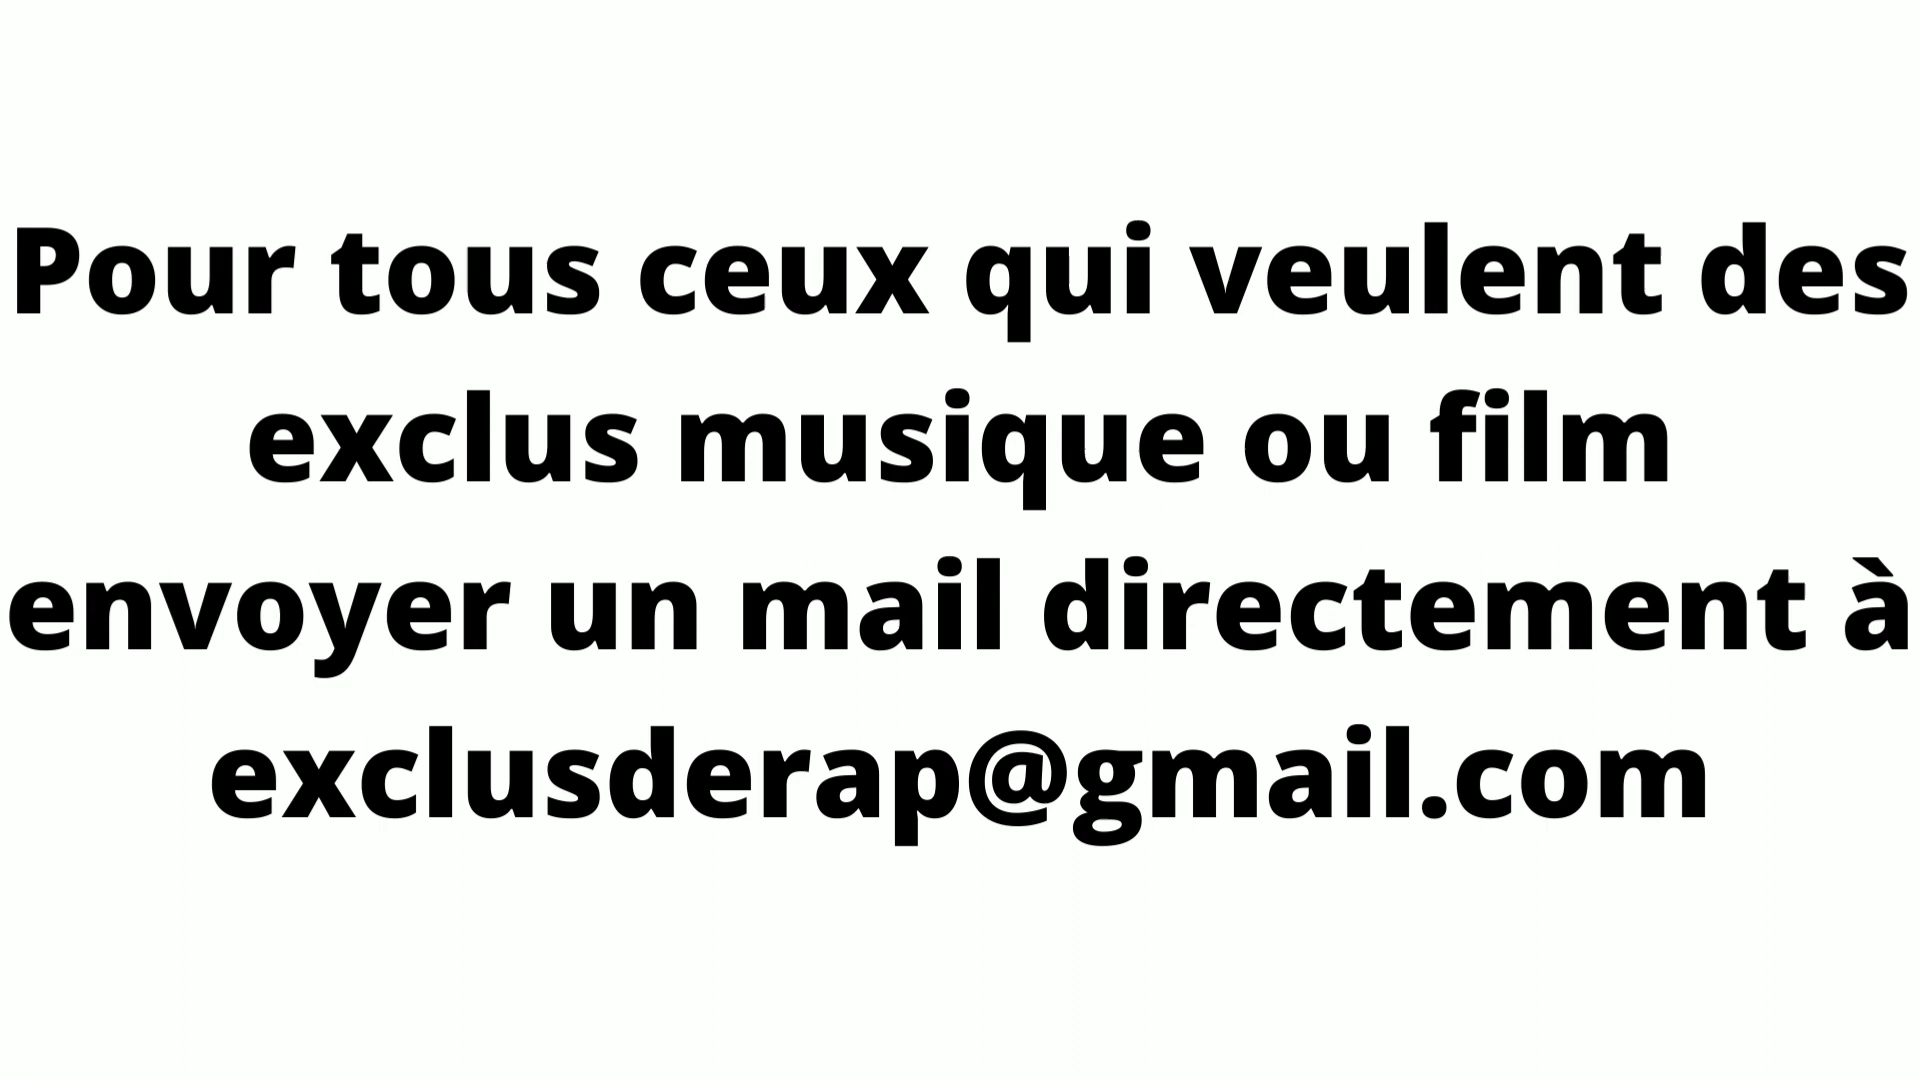 Pour tous ceux qui veulent des
exclus musique ou film
envoyer un mail directement à
exclusderap@gmail.com